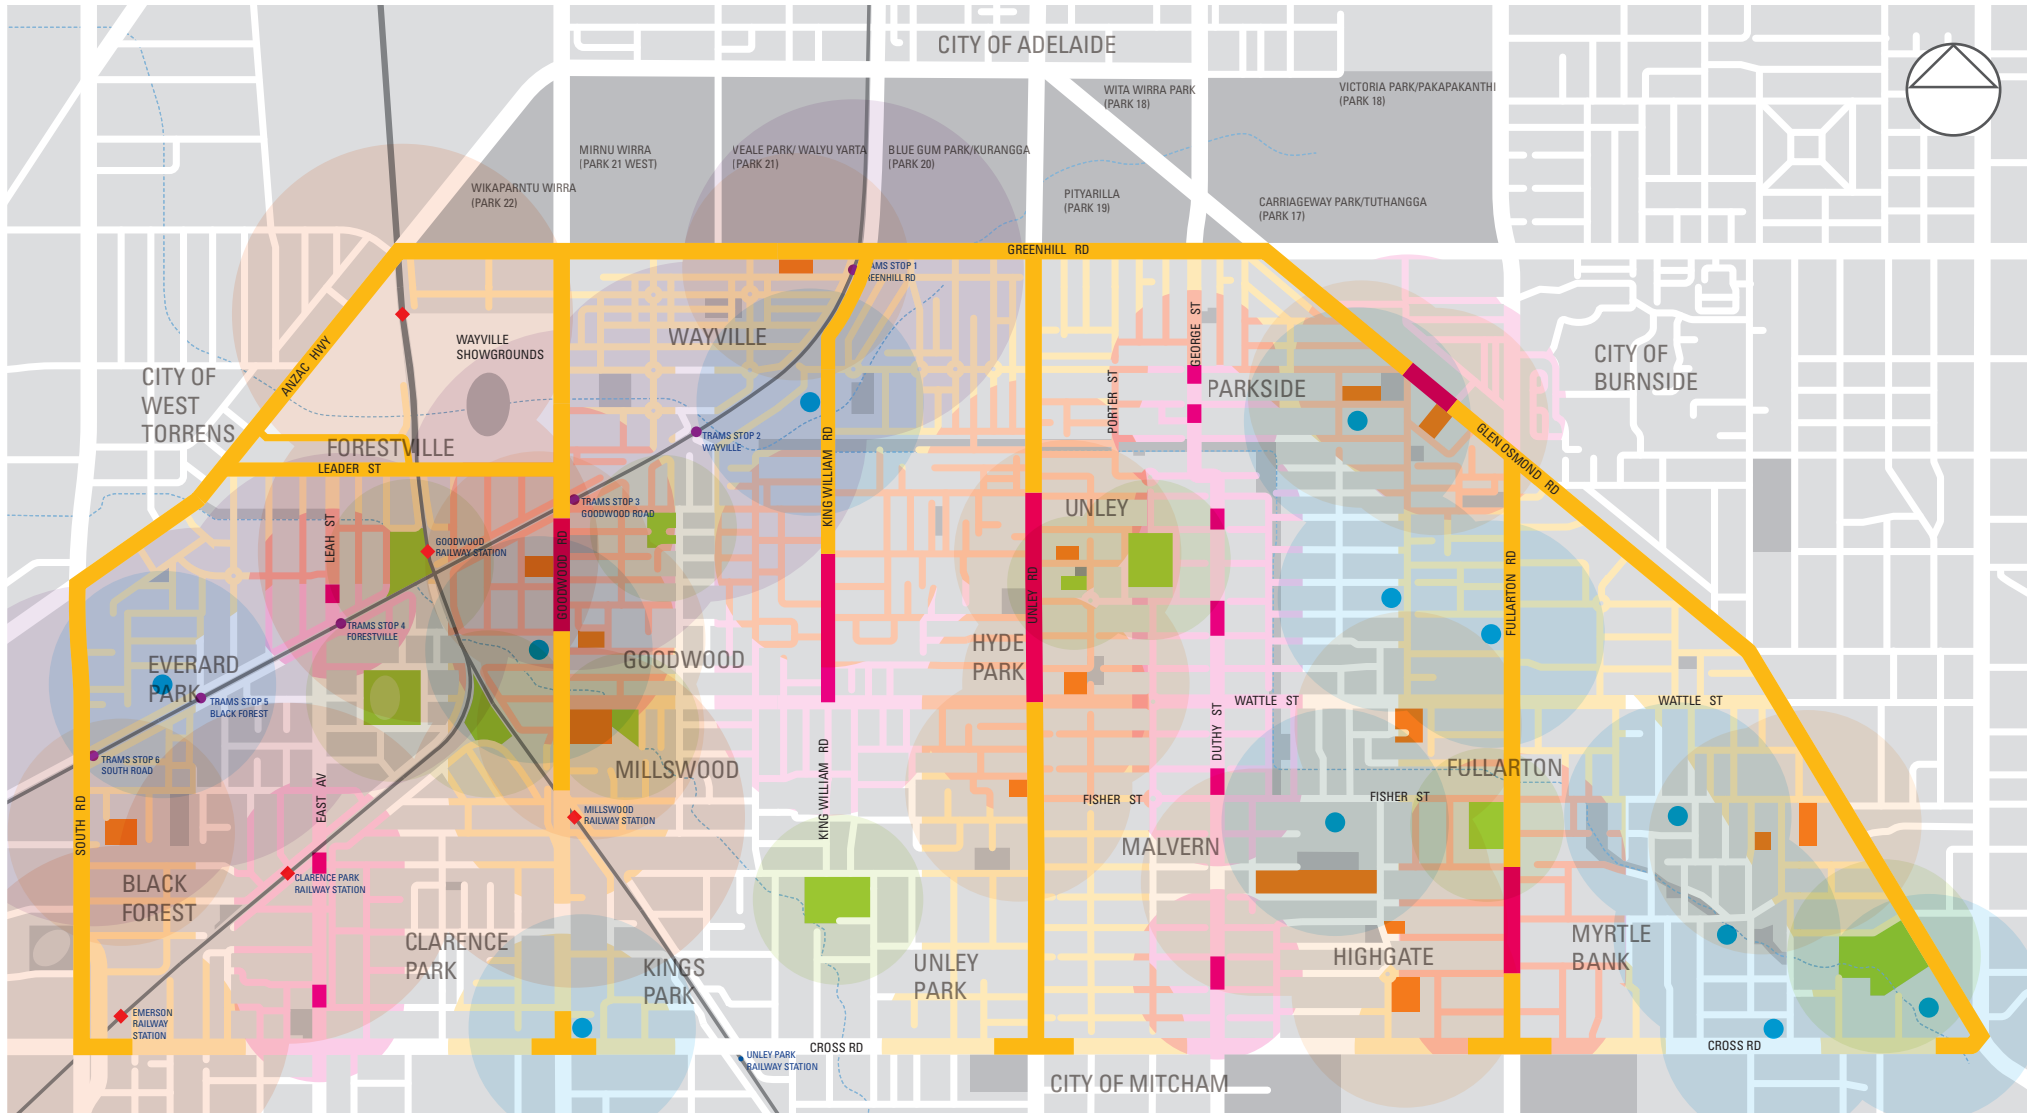 CITY OF ADELAIDE
WITA WIRRA PARK
(PARK 18)
VICTORIA PARK/PAKAPAKANTHI
(PARK 18)
MIRNU WIRRA
(PARK 21 WEST)
VEALE PARK/ WALYU YARTA
(PARK 21)
BLUE GUM PARK/KURANGGA
(PARK 20)
WIKAPARNTU WIRRA
(PARK 22)
PITYARILLA
(PARK 19)
CARRIAGEWAY PARK/TUTHANGGA
(PARK 17)
GREENHILL RD
AMS STOP 1
EENHILL RD
WAYVILLE
WAYVILLE
SHOWGROUNDS
ANZAC HWY
GEORGE ST
CITY OF
WEST
TORRENS
CITY OF
BURNSIDE
PORTER ST
PARKSIDE
FORESTVILLE
LEADER ST
TRAMS STOP 2
WAYVILLE
KING WILLIAM RD
GLEN OSMOND RD
TRAMS STOP 3
GOODWOOD ROAD
UNLEY
LEAH ST
GOODWOOD
RAILWAY STATION
GOODWOOD RD
UNLEY RD
FULLARTON RD
TRAMS STOP 4
FORESTVILLE
HYDE
PARK
EVERARD
PARK
GOODWOOD
TRAMS STOP 5
BLACK FOREST
WATTLE ST
WATTLE ST
DUTHY ST
TRAMS STOP 6
SOUTH ROAD
MILLSWOOD
FULLARTON
KING WILLIAM RD
EAST AV
SOUTH RD
MILLSWOOD
RAILWAY STATION
FISHER ST
FISHER ST
MALVERN
CLARENCE PARK
RAILWAY STATION
BLACK
FOREST
CLARENCE
PARK
KINGS
PARK
UNLEY
PARK
HIGHGATE
MYRTLE
BANK
EMERSON
RAILWAY
STATION
CROSS RD
CROSS RD
UNLEY PARK
RAILWAY STATION
CITY OF MITCHAM